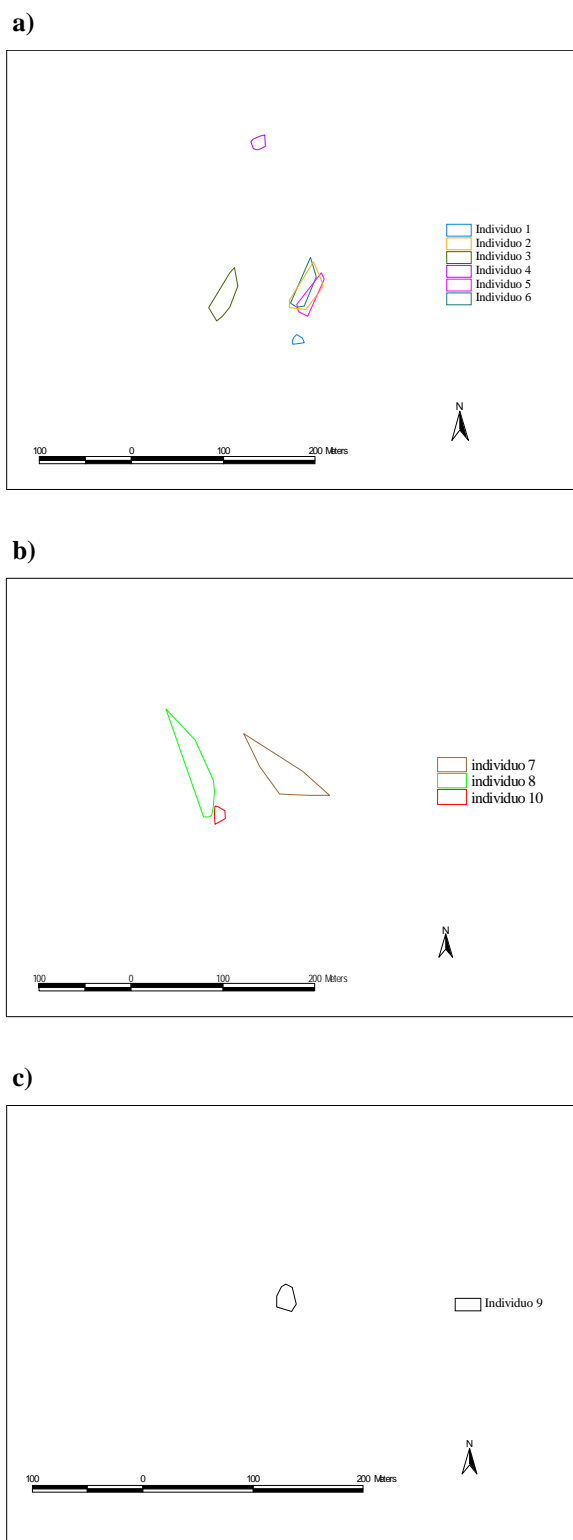 a)
Individuo 1
Individuo 2
Individuo 3
Individuo 4
Individuo 5
Individuo 6
N
100 0 100 200 Meters
b)
individuo 7
individuo 8
individuo 10
N
100 0 100 200 Meters
c)
Individuo 9
N
100 0 100 200 Meters